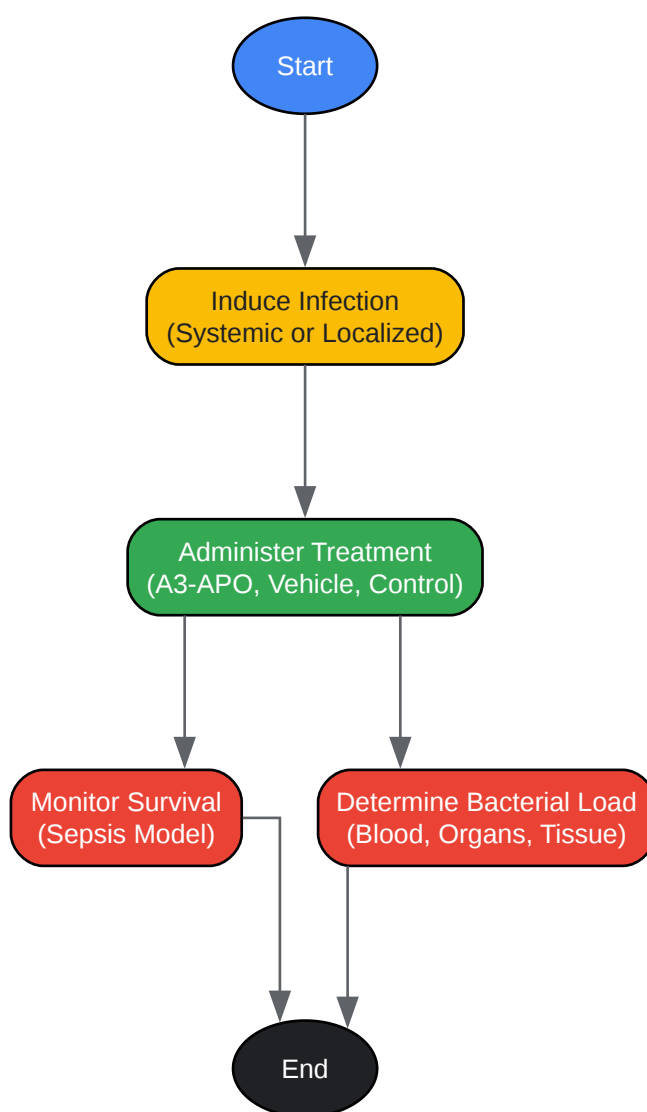 Start
Induce Infection
(Systemic or Localized)
Administer Treatment
(A3-APO, Vehicle, Control)
Monitor Survival
(Sepsis Model)
Determine Bacterial Load
(Blood, Organs, Tissue)
End